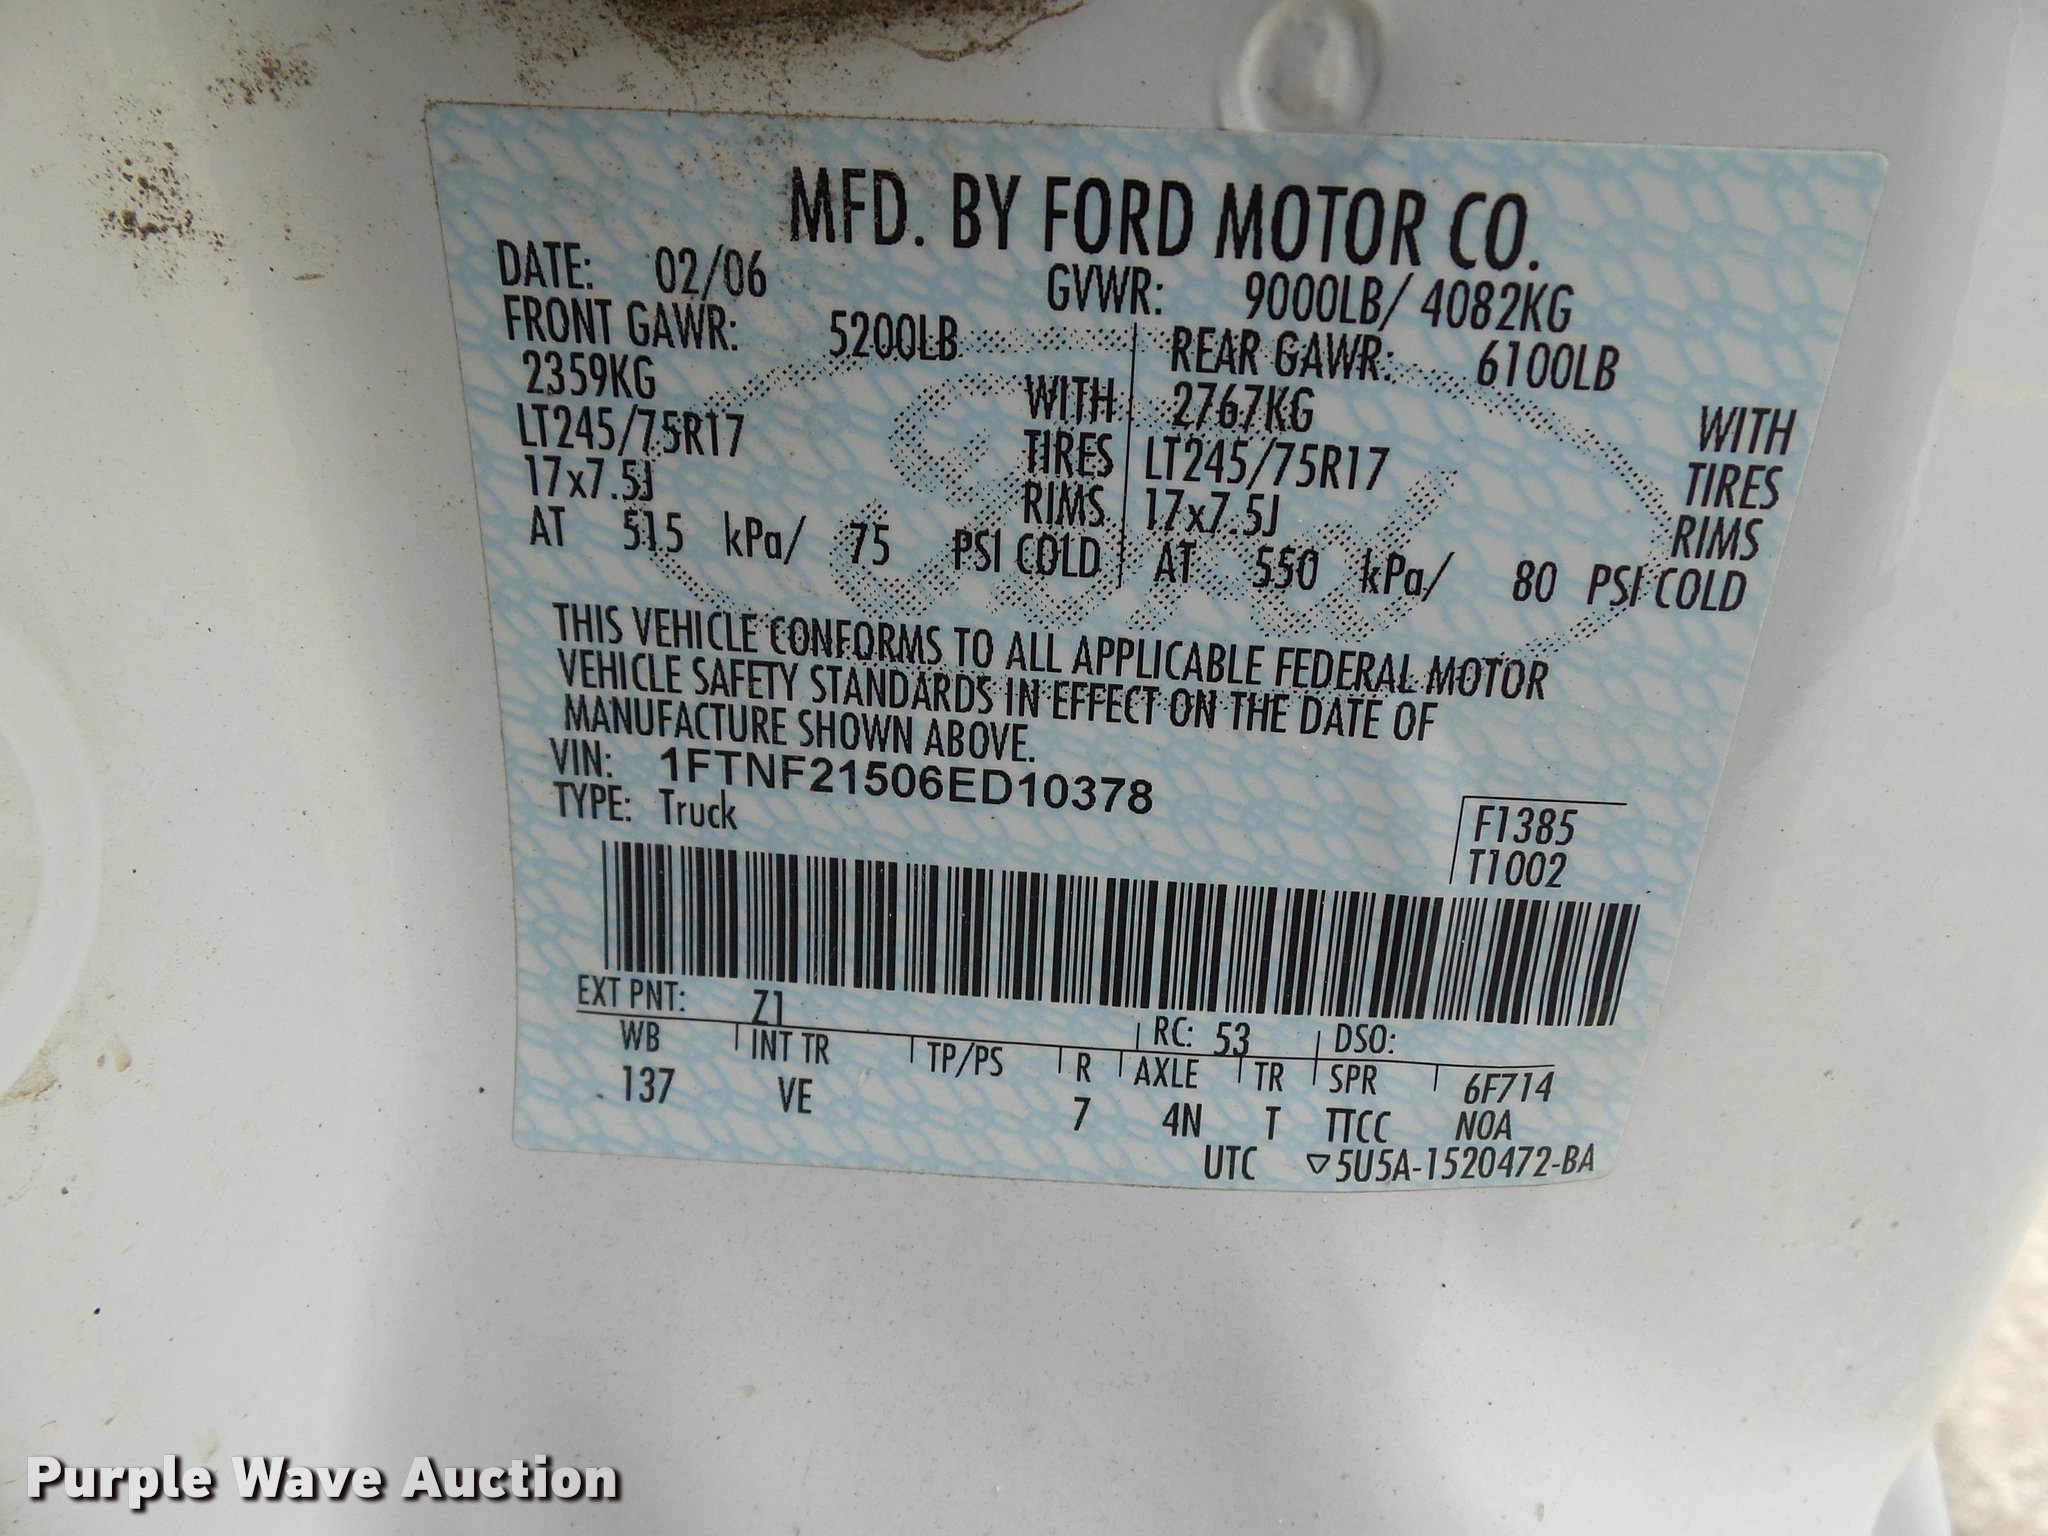 MFD. BY FORD MOTOR CO.
DATE: 02/06 GVWR: 9000LB/ 4082KG
FRONT GAWR: 5200LB REAR GAWR: 6100LB
2359KG WITH 2767KG WITH
LT245/75R17 TIRES LT245/75R17 TIRES
17x7.5J RIMS 17x7.5J RIMS
AT 515 kPa/ 75 PSI COLD AT 550 kPa/ 80 PSI COLD
THIS VEHICLE CONFORMS TO ALL APPLICABLE FEDERAL MOTOR
VEHICLE SAFETY STANDARDS IN EFFECT ON THE DATE OF
MANUFACTURE SHOWN ABOVE.
VIN: 1FTNF21506ED10378
TYPE: Truck
F1385
T1002
EXT PNT: Z1 RC: 53 DSO:
WB INT TR TP/PS R AXLE TR SPR 6F714
137 VE 7 4N T TTCC NOA
UTC ▽5U5A-1520472-BA
Purple Wave Auction